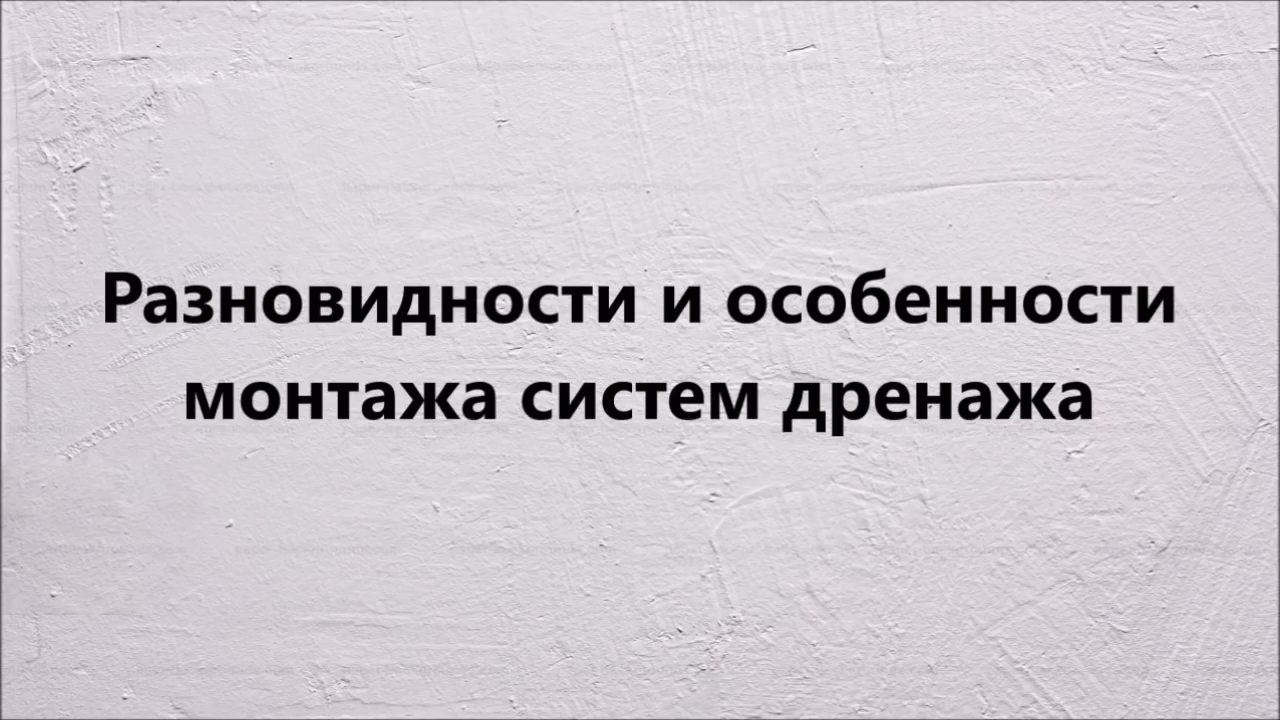 Разновидности и особенности
монтажа систем дренажа